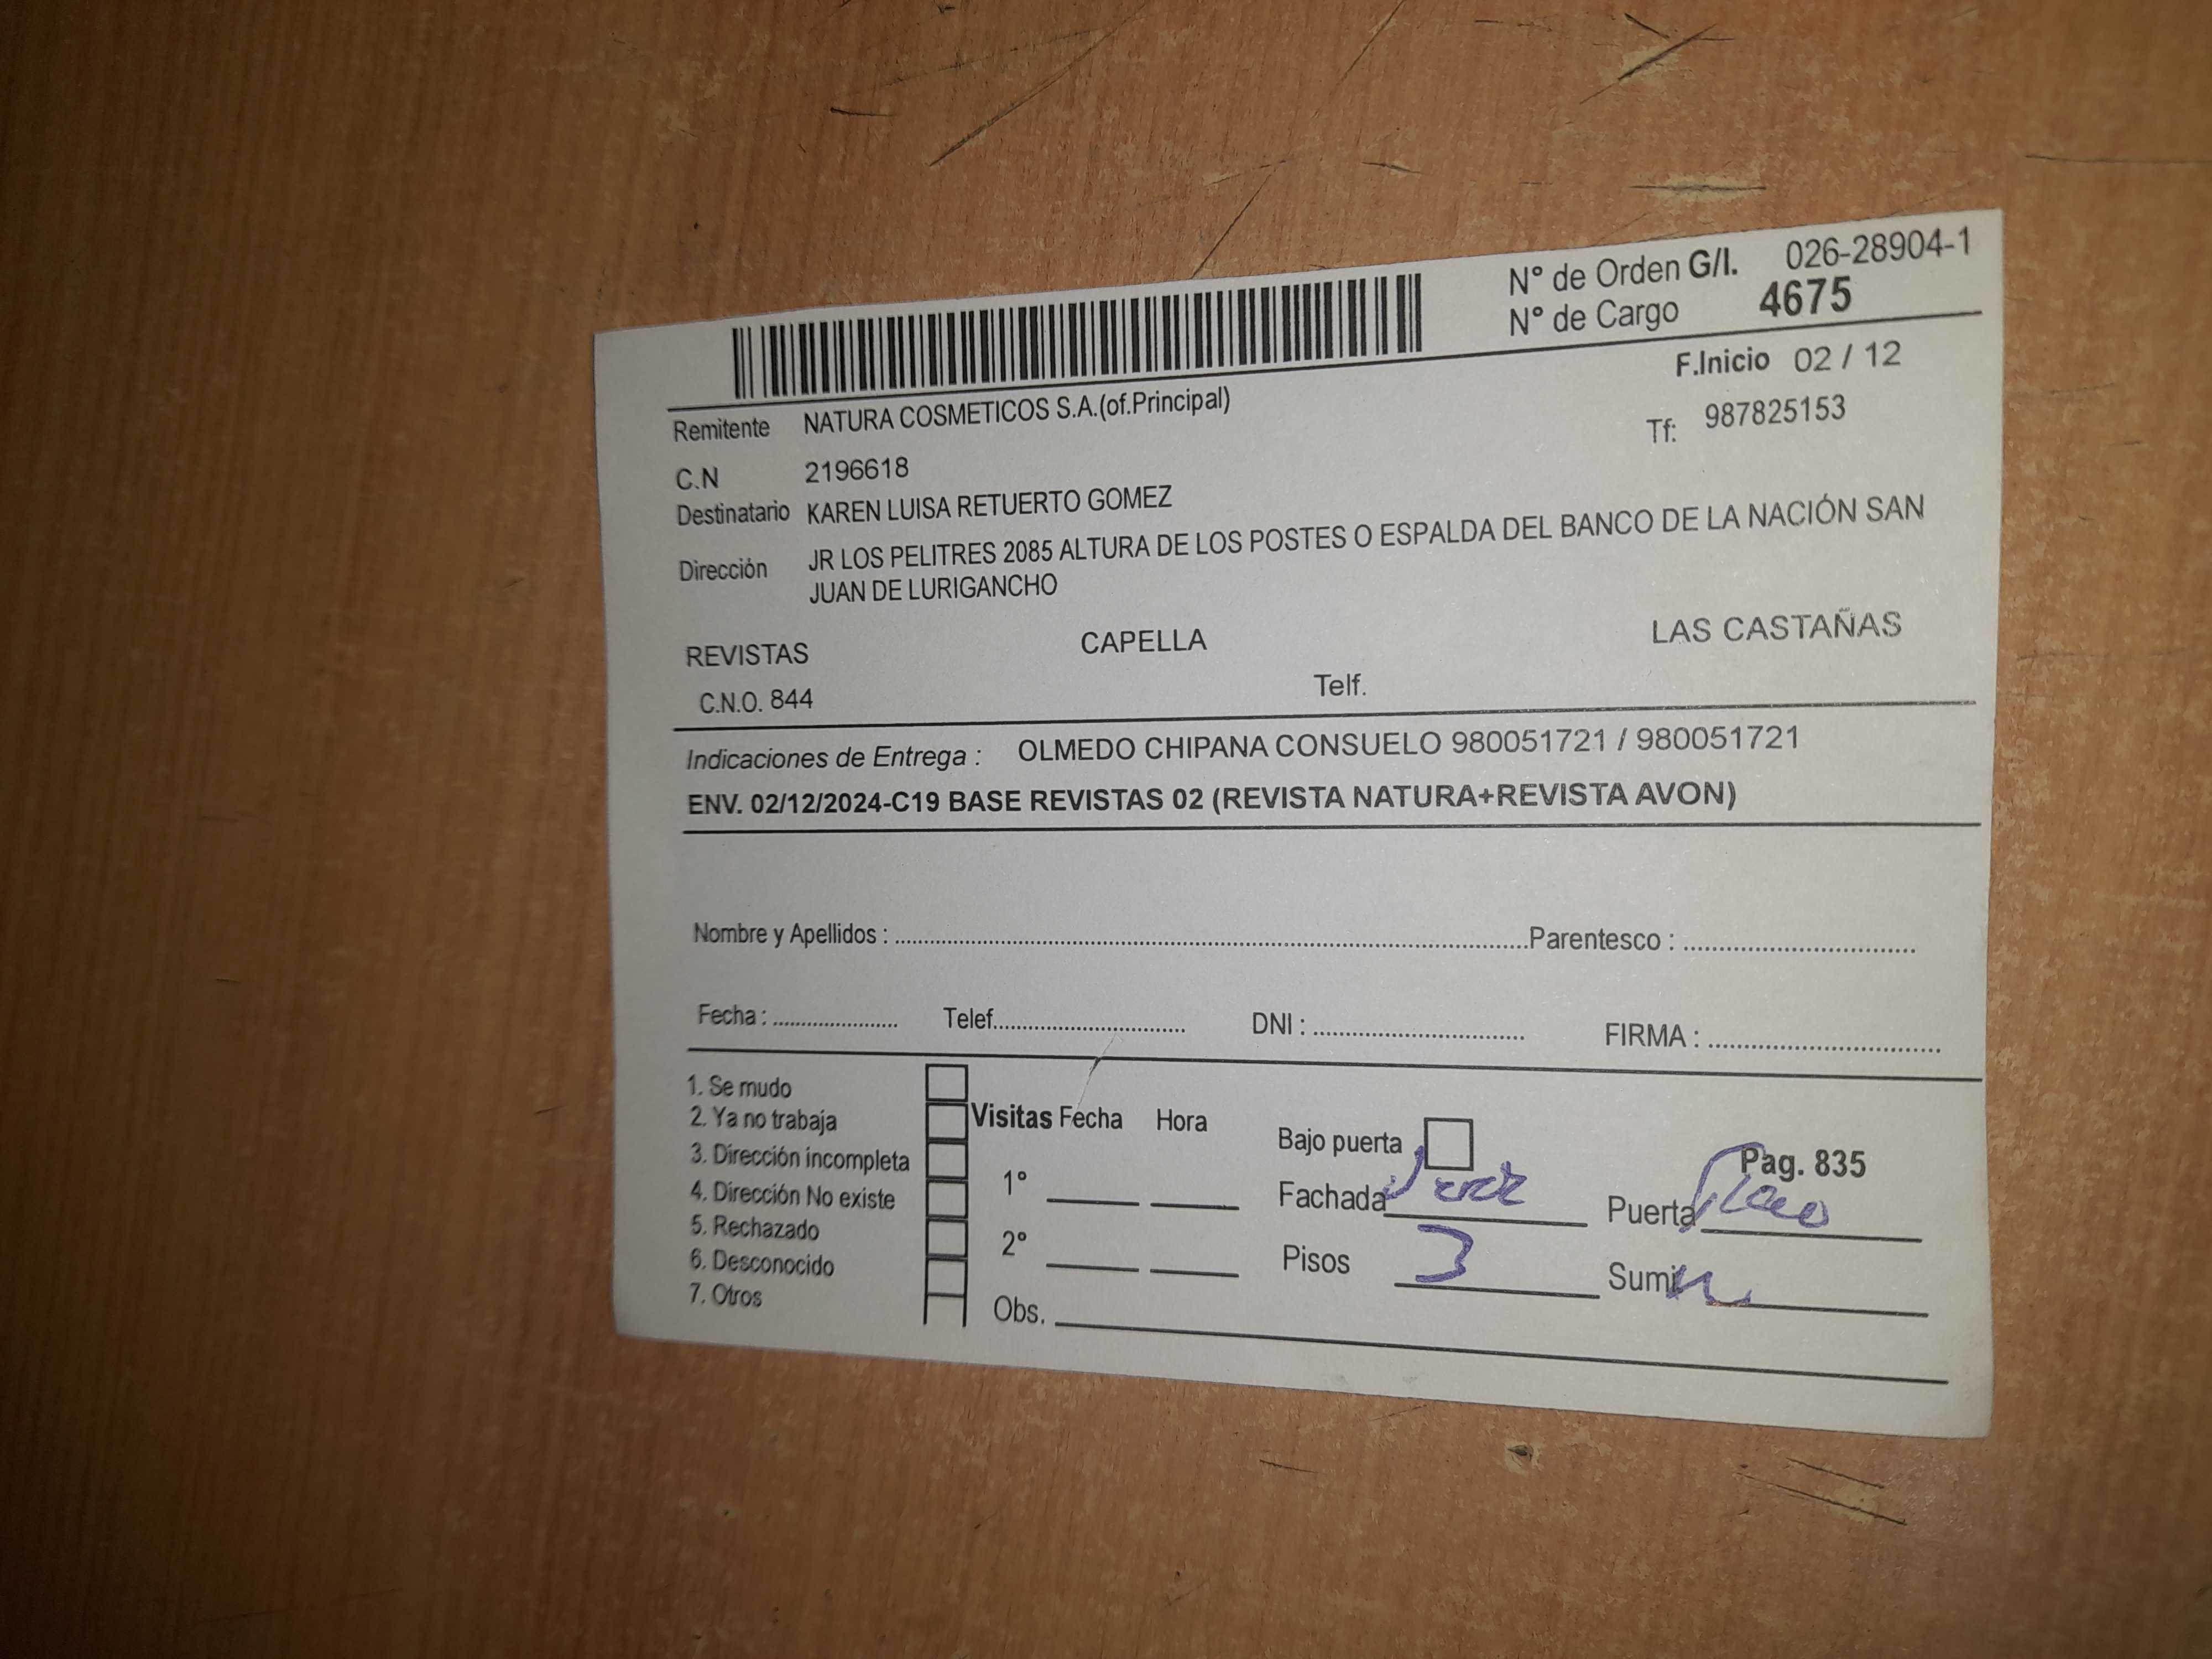 N° de Orden G/I. 026-28904-1
N° de Cargo 4675
F.Inicio 02 / 12
Remitente NATURA COSMETICOS S.A.(of.Principal)
Tf: 987825153
C.N 2196618
Destinatario KAREN LUISA RETUERTO GOMEZ
Dirección JR LOS PELITRES 2085 ALTURA DE LOS POSTES O ESPALDA DEL BANCO DE LA NACIÓN SAN
JUAN DE LURIGANCHO
REVISTAS CAPELLA LAS CASTAÑAS
C.N.O. 844 Telf.
Indicaciones de Entrega : OLMEDO CHIPANA CONSUELO 980051721 / 980051721
ENV. 02/12/2024-C19 BASE REVISTAS 02 (REVISTA NATURA+REVISTA AVON)
Nombre y Apellidos : Parentesco :
Fecha : Telef. DNI : FIRMA :
1. Se mudo
2. Ya no trabaja
3. Dirección incompleta
4. Dirección No existe
5. Rechazado
6. Desconocido
7. Otros
Visitas Fecha Hora
1°
2°
Obs.
Bajo puerta
Pag. 835
Fachada
Puerta
Pisos 3
Sumi